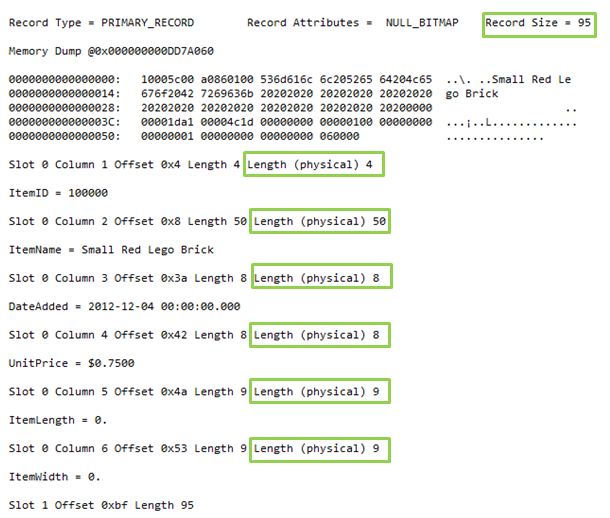 Record Type = PRIMARY_RECORD Record Attributes = NULL_BITMAP Record Size = 95
Memory Dump @0x000000000DD7A060
0000000000000000: 10005c00 a0860100 536d616c 6c205265 64204c65 ..\. ..Small Red Le
0000000000000014: 676f2042 7269636b 20202020 20202020 20202020 go Brick
0000000000000028: 20202020 20202020 20202020 20202020 20200000 ..
000000000000003C: 00001da1 00004c1d 00000000 00000100 00000000 ...¡..L.............
0000000000000050: 00000001 00000000 00000000 060000 ...............
Slot 0 Column 1 Offset 0x4 Length 4 Length (physical) 4
ItemID = 100000
Slot 0 Column 2 Offset 0x8 Length 50 Length (physical) 50
ItemName = Small Red Lego Brick
Slot 0 Column 3 Offset 0x3a Length 8 Length (physical) 8
DateAdded = 2012-12-04 00:00:00.000
Slot 0 Column 4 Offset 0x42 Length 8 Length (physical) 8
UnitPrice = $0.7500
Slot 0 Column 5 Offset 0x4a Length 9 Length (physical) 9
ItemLength = 0.
Slot 0 Column 6 Offset 0x53 Length 9 Length (physical) 9
ItemWidth = 0.
Slot 1 Offset 0xbf Length 95